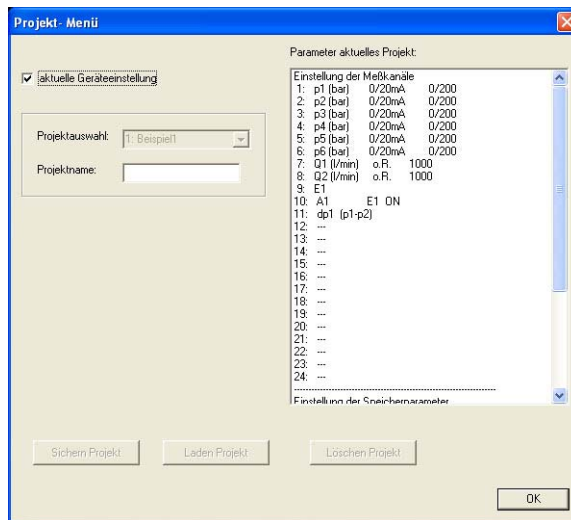 Projekt- Menü
Parameter aktuelles Projekt:
aktuelle Geräteeinstellung
Projektauswahl: 1: Beispiel1
Projektname:
Einstellung der Meßkanäle
1: p1 (bar) 0/20mA 0/200
2: p2 (bar) 0/20mA 0/200
3: p3 (bar) 0/20mA 0/200
4: p4 (bar) 0/20mA 0/200
5: p5 (bar) 0/20mA 0/200
6: p6 (bar) 0/20mA 0/200
7: Q1 (l/min) o.R. 1000
8: Q2 (l/min) o.R. 1000
9: E1
10: A1 E1 ON
11: dp1 (p1-p2)
12: ---
13: ---
14: ---
15: ---
16: ---
17: ---
18: ---
19: ---
20: ---
21: ---
22: ---
23: ---
24: ---
Einstellung der Speicherparameter
Sichern Projekt
Laden Projekt
Löschen Projekt
OK